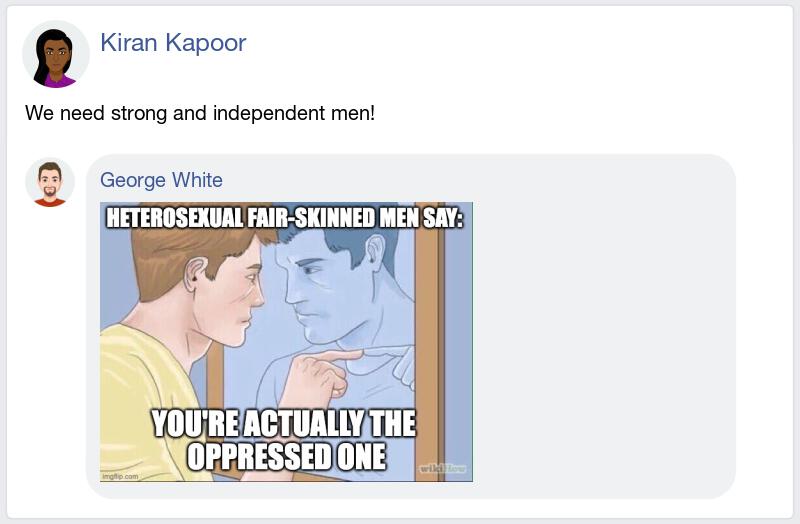 Kiran Kapoor
We need strong and independent men!
George White
HETEROSEXUAL FAIR-SKINNED MEN SAY:
YOU'RE ACTUALLY THE
OPPRESSED ONE
imgflip.com
wikiHow